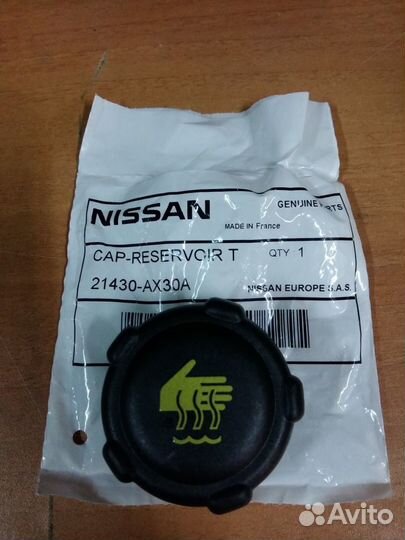 NISSAN
GENUINE PARTS
MADE IN France
CAP-RESERVOIR T QTY 1
21430-AX30A NISSAN EUROPE S.A.S.
Avito